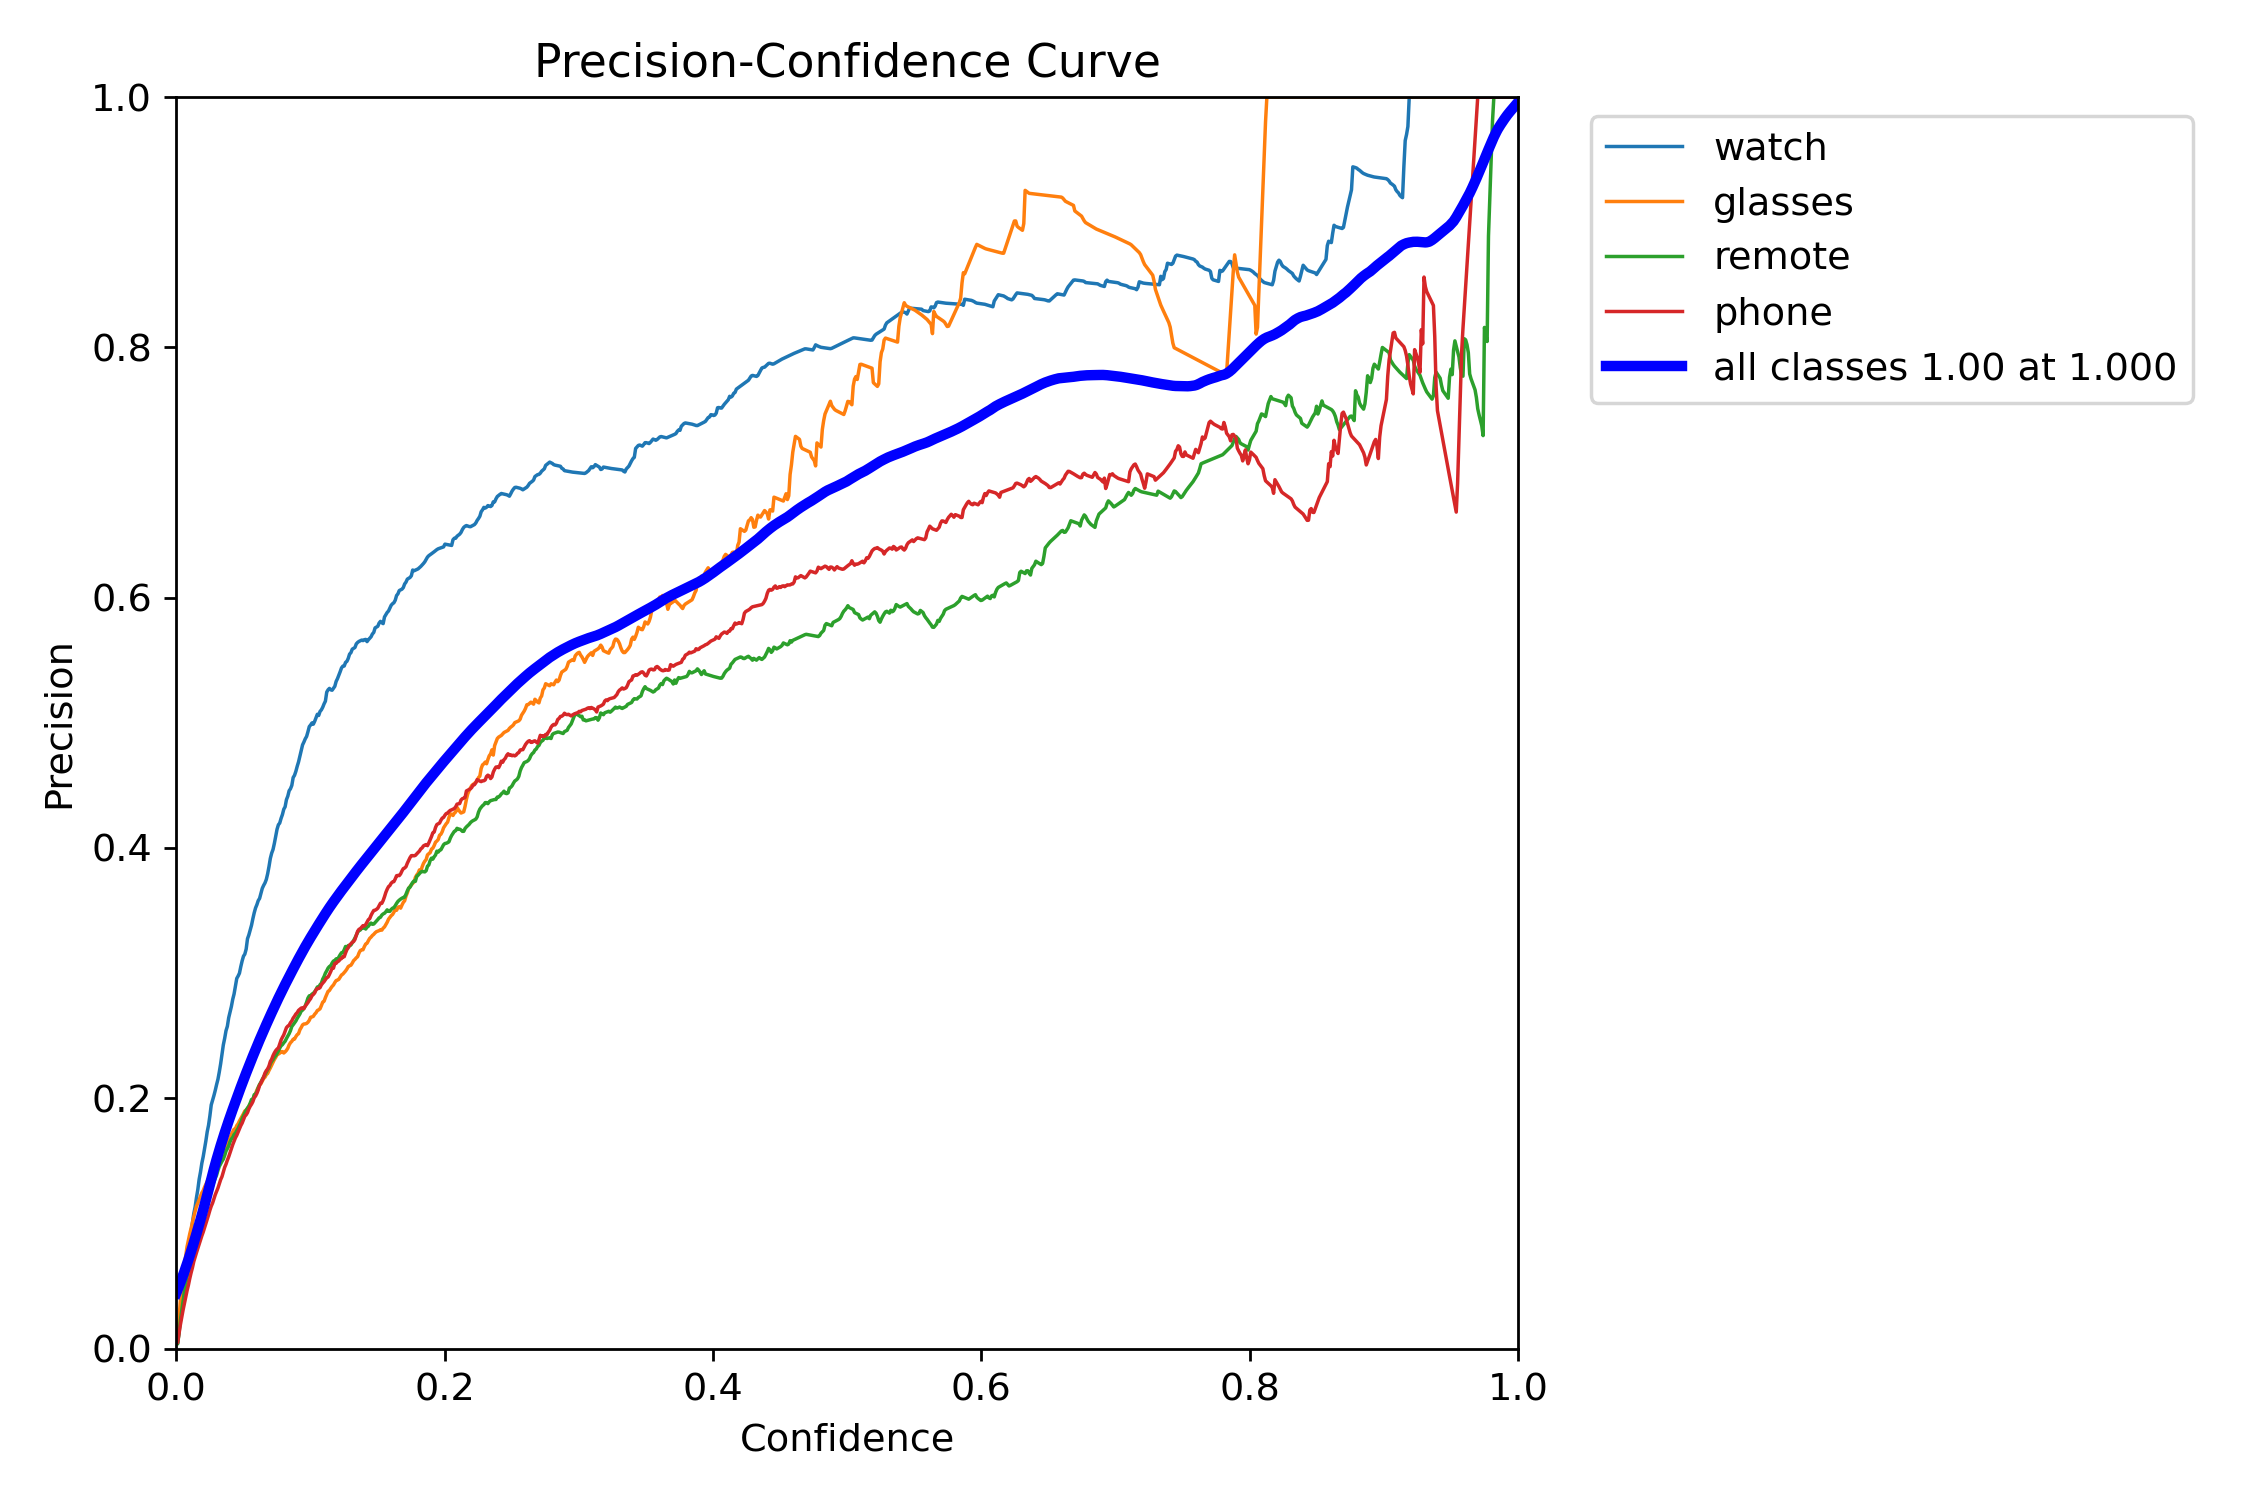 Precision-Confidence Curve
1.0
0.8
0.6
0.4
0.2
0.0
Precision
0.0 0.2 0.4 0.6 0.8 1.0
Confidence
watch
glasses
remote
phone
all classes 1.00 at 1.000